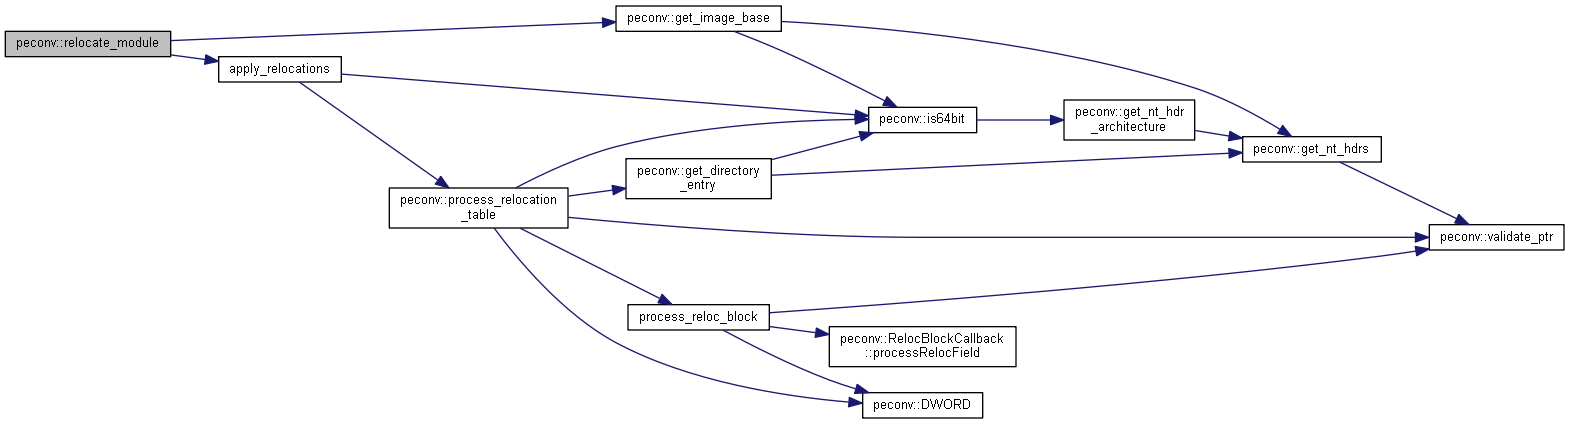 peconv::get_image_base
peconv::relocate_module
apply_relocations
peconv::is64bit
peconv::get_nt_hdr
_architecture
peconv::get_nt_hdrs
peconv::get_directory
_entry
peconv::process_relocation
_table
peconv::validate_ptr
process_reloc_block
peconv::RelocBlockCallback
::processRelocField
peconv::DWORD